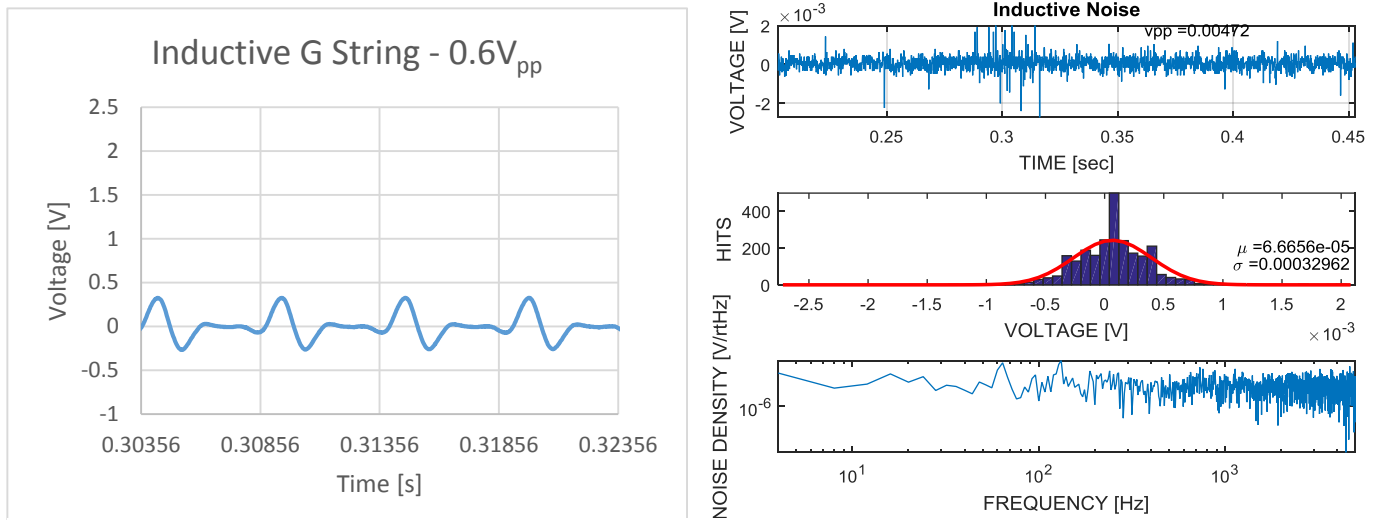 Inductive G String - 0.6Vpp
2.5
2
1.5
1
0.5
0
-0.5
-1
Voltage [V]
0.30356 0.30856 0.31356 0.31856 0.32356
Time [s]
Inductive Noise
×10-3
vpp =0.00472
2
0
-2
VOLTAGE [V]
0.25 0.3 0.35 0.4 0.45
TIME [sec]
400
200
0
HITS
μ =6.6656e-05
σ =0.00032962
-2.5 -2 -1.5 -1 -0.5 0 0.5 1 1.5 2
VOLTAGE [V]
×10-3
NOISE DENSITY [V/rtHz]
10-6
101 102 103
FREQUENCY [Hz]